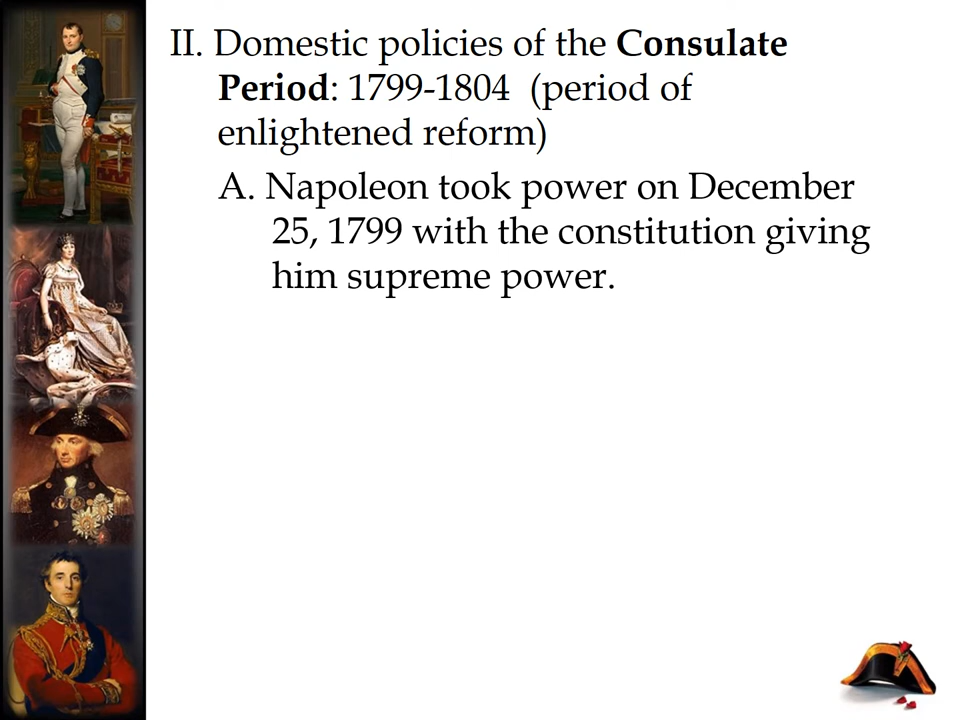 II. Domestic policies of the Consulate
Period: 1799-1804 (period of
enlightened reform)
A. Napoleon took power on December
25, 1799 with the constitution giving
him supreme power.